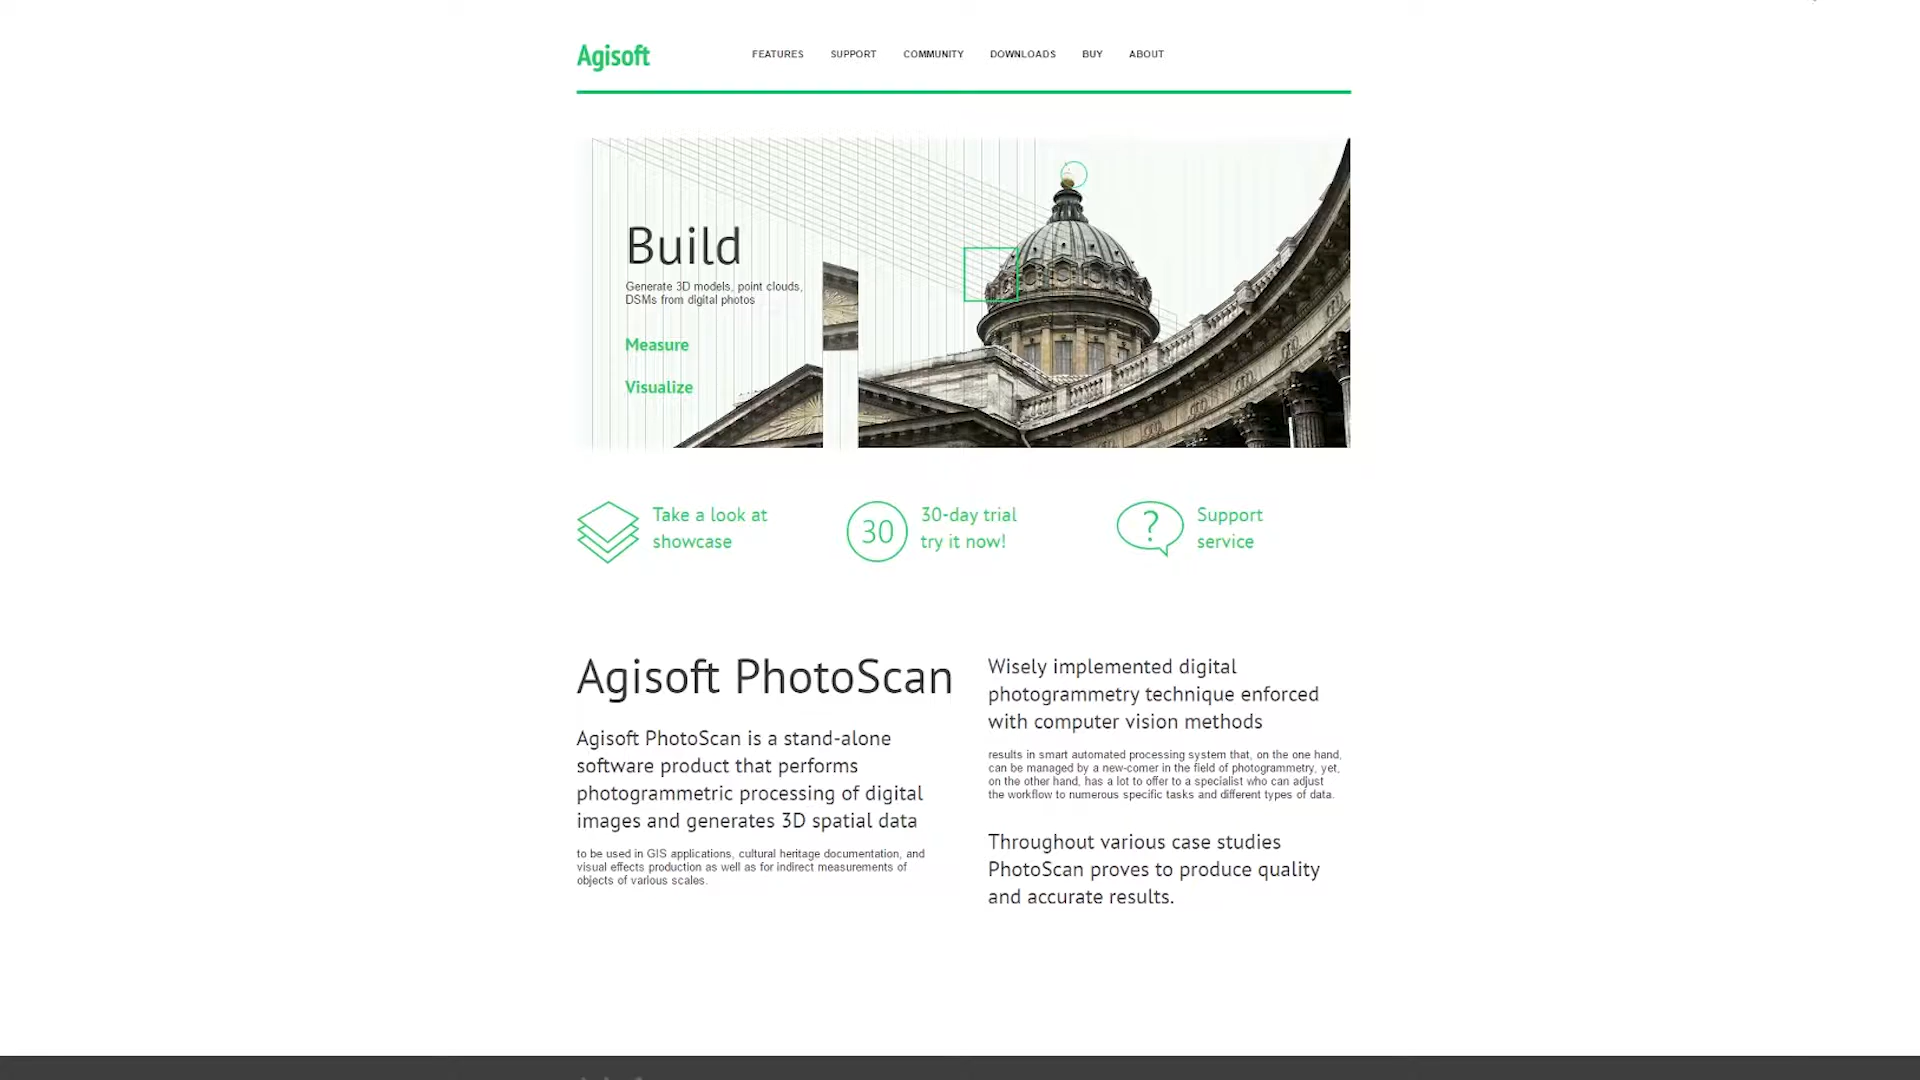 Agisoft
FEATURES SUPPORT COMMUNITY DOWNLOADS BUY ABOUT
Build
Generate 3D models, point clouds,
DSMs from digital photos
Measure
Visualize
Take a look at
showcase
30
30-day trial
try it now!
?
Support
service
Agisoft PhotoScan
Agisoft PhotoScan is a stand-alone
software product that performs
photogrammetric processing of digital
images and generates 3D spatial data
to be used in GIS applications, cultural heritage documentation, and
visual effects production as well as for indirect measurements of
objects of various scales.
Wisely implemented digital
photogrammetry technique enforced
with computer vision methods
results in smart automated processing system that, on the one hand,
can be managed by a new-comer in the field of photogrammetry, yet,
on the other hand, has a lot to offer to a specialist who can adjust
the workflow to numerous specific tasks and different types of data.
Throughout various case studies
PhotoScan proves to produce quality
and accurate results.